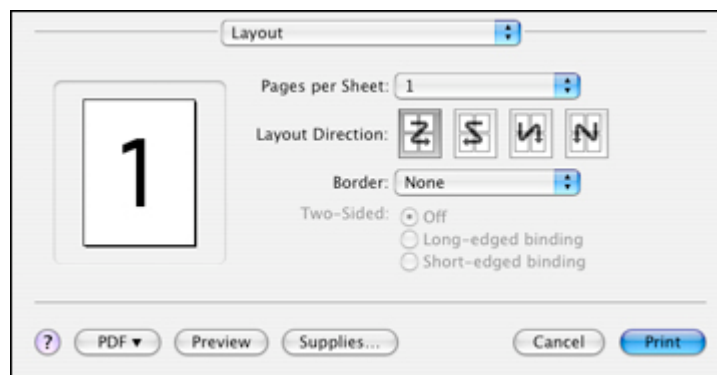 Layout
Pages per Sheet: 1
Layout Direction:
1
Border: None
Two-Sided: Off
Long-edged binding
Short-edged binding
? PDF ▼ Preview Supplies... Cancel Print